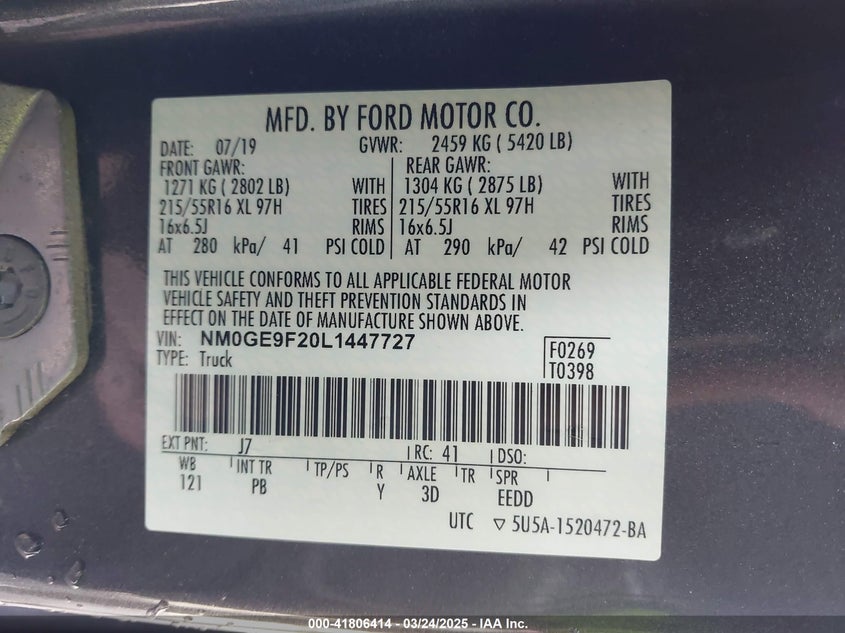 MFD. BY FORD MOTOR CO.
DATE: 07/19 GVWR: 2459 KG ( 5420 LB)
FRONT GAWR: REAR GAWR:
1271 KG ( 2802 LB) WITH 1304 KG ( 2875 LB) WITH
215/55R16 XL 97H TIRES 215/55R16 XL 97H TIRES
16x6.5J RIMS 16x6.5J RIMS
AT 280 kPa/ 41 PSI COLD AT 290 kPa/ 42 PSI COLD
THIS VEHICLE CONFORMS TO ALL APPLICABLE FEDERAL MOTOR
VEHICLE SAFETY AND THEFT PREVENTION STANDARDS IN
EFFECT ON THE DATE OF MANUFACTURE SHOWN ABOVE.
VIN: NM0GE9F20L1447727
TYPE: Truck
F0269
T0398
EXT PNT: J7 RC: 41 DSO:
WB INT TR TP/PS R AXLE TR SPR
121 PB Y 3D EEDD
UTC ▽ 5U5A-1520472-BA
000-41806414 - 03/24/2025 - IAA Inc.